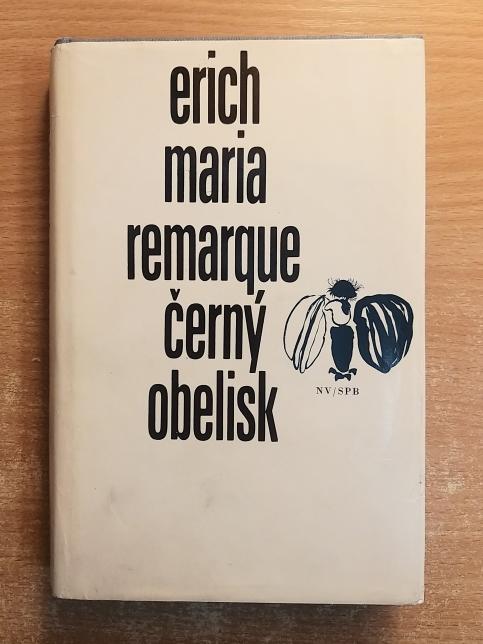 erich
maria
remarque
černý
obelisk
NV/SPB